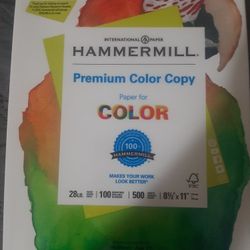 INTERNATIONAL PAPER
HAMMERMILL
Premium Color Copy
Paper for
COLOR
100
HAMMERMILL
MAKES YOUR WORK
LOOK BETTER®
FSC
28LB. 100 500 8½" x 11"